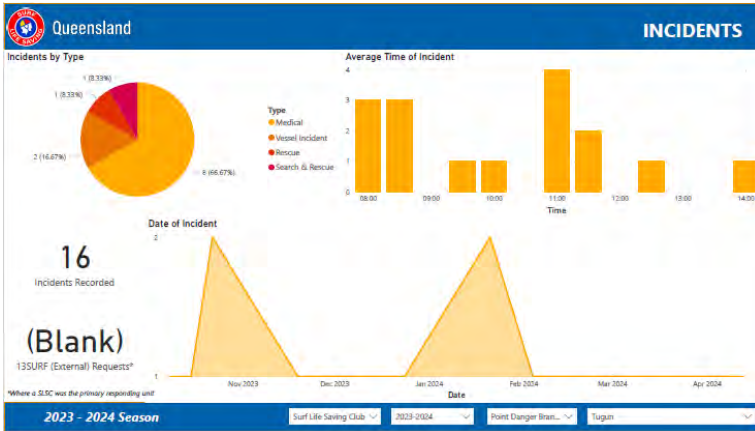 SURF
LIFE SAVING
Queensland
INCIDENTS
Incidents by Type
1 (8.33%)
1 (8.33%)
2 (16.67%)
8 (66.67%)
Type
Medical
Vessel Incident
Rescue
Search & Rescue
Average Time of Incident
4
3
2
1
0
08:00 09:00 10:00 11:00 12:00 13:00 14:00
Time
16
Incidents Recorded
(Blank)
13SURF (External) Requests*
*Where a SLSC was the primary responding unit
Date of Incident
2
1
Nov 2023 Dec 2023 Jan 2024 Feb 2024 Mar 2024 Apr 2024
Date
2023 - 2024 Season
Surf Life Saving Club
2023-2024
Point Danger Bran...
Tugun